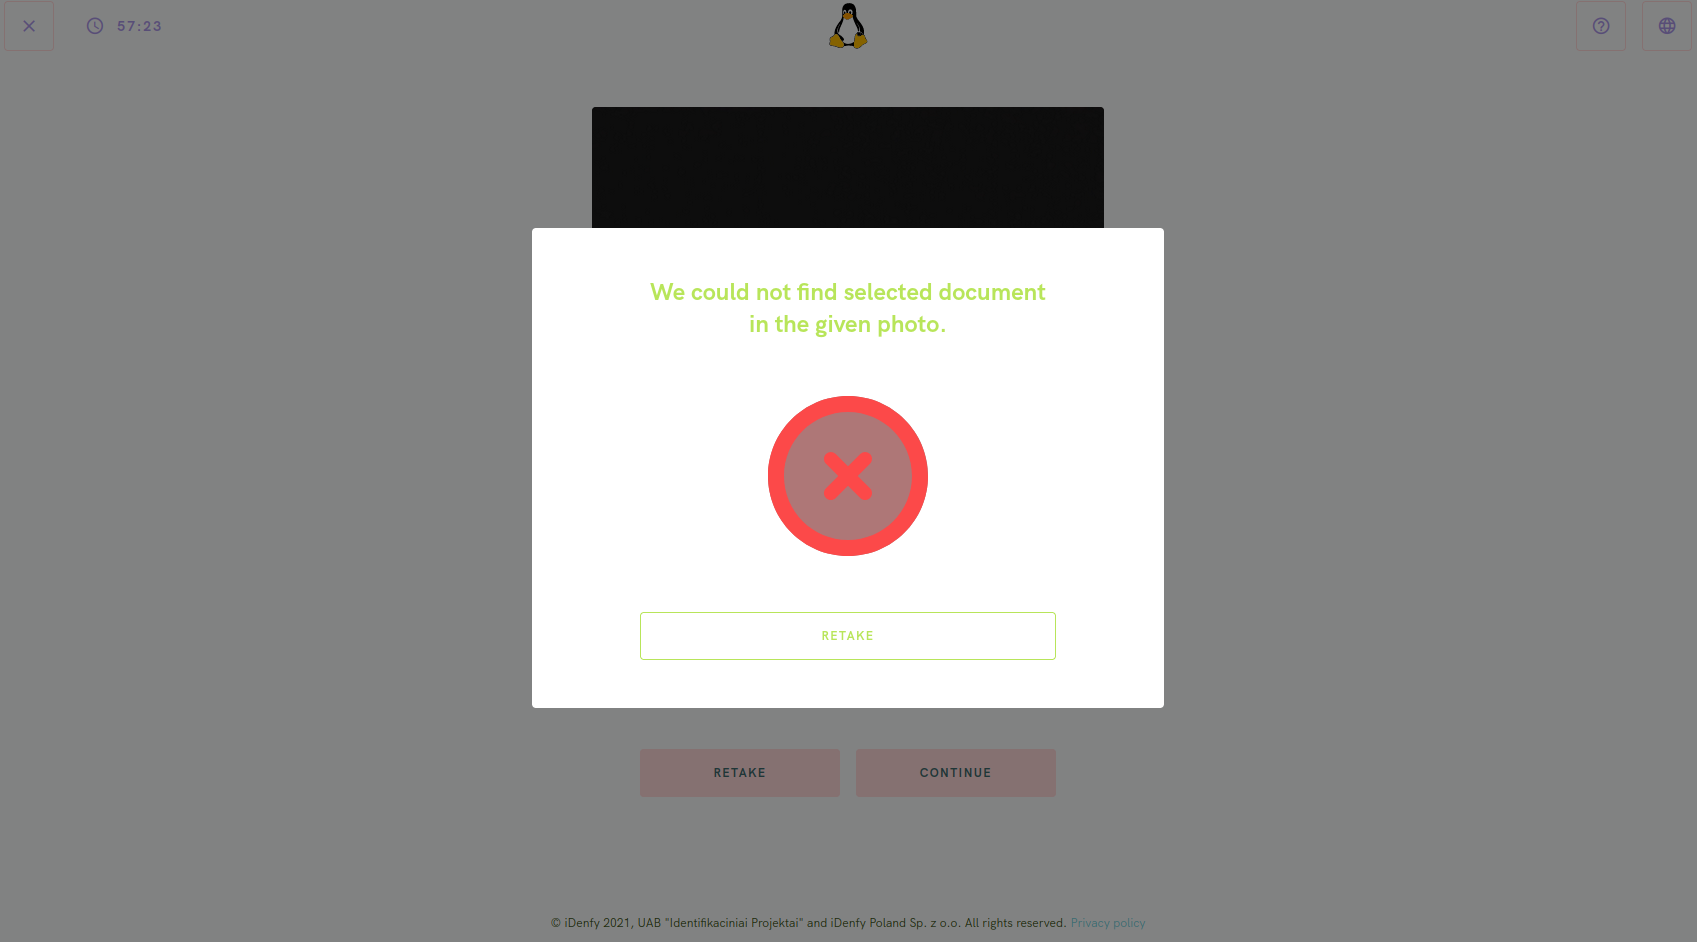 57:23
We could not find selected document
in the given photo.
RETAKE
RETAKE CONTINUE
© iDenfy 2021, UAB "Identifikaciniai Projektai" and iDenfy Poland Sp. z o.o. All rights reserved. Privacy policy